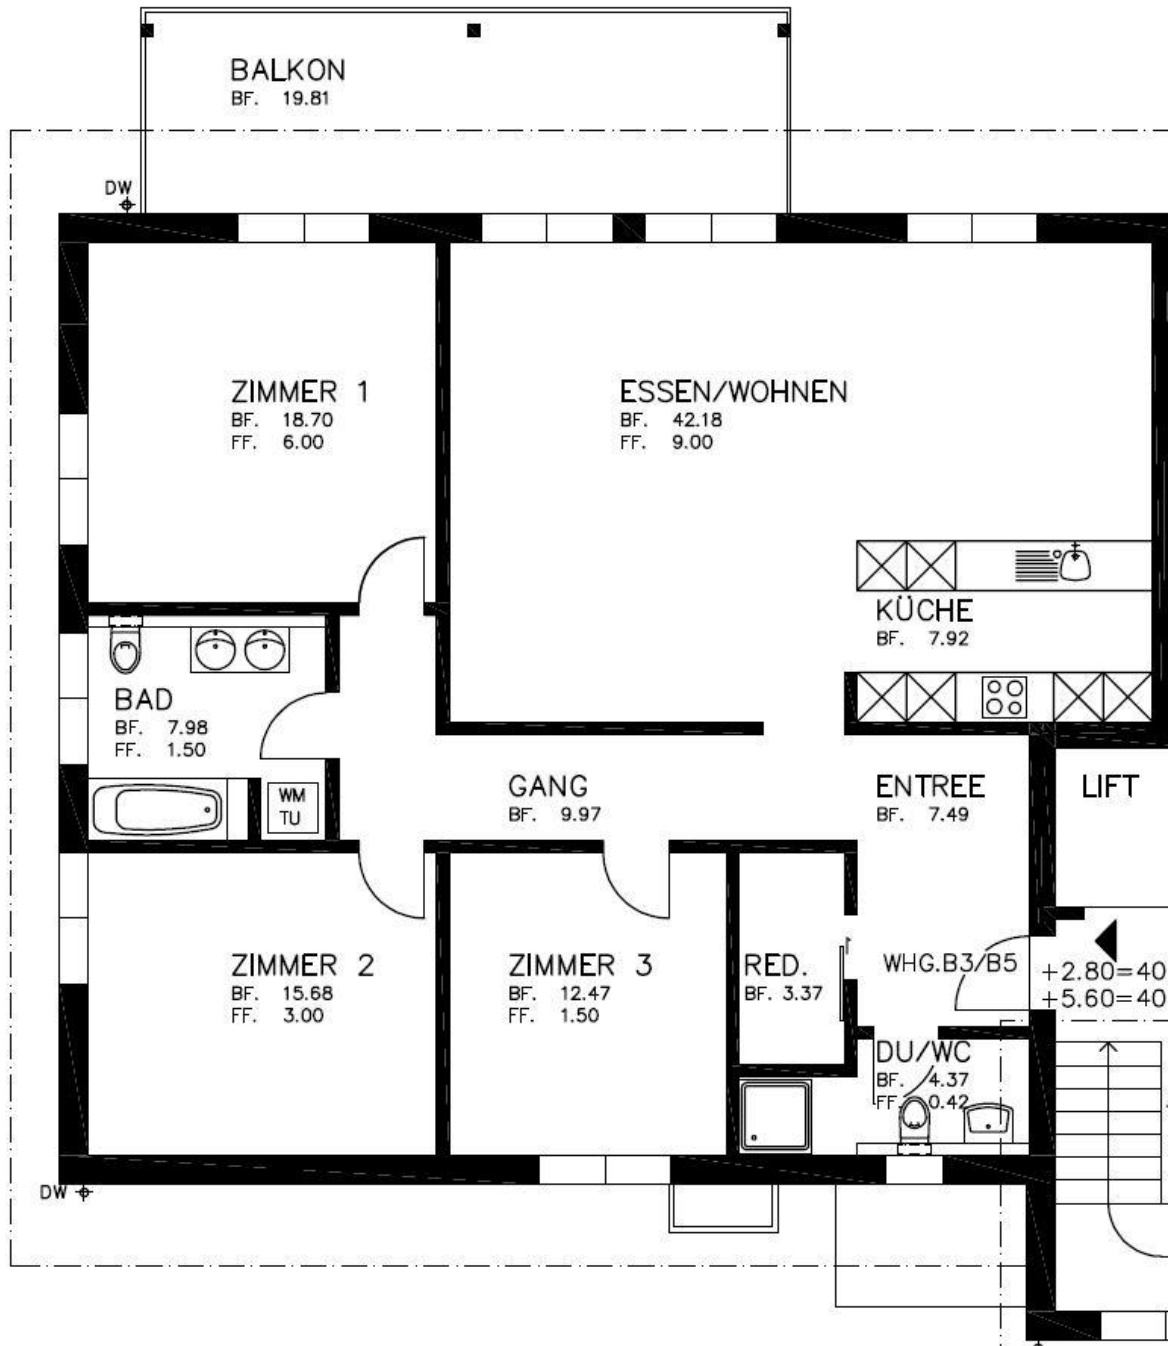 BALKON
BF. 19.81
DW
ZIMMER 1
BF. 18.70
FF. 6.00
ESSEN/WOHNEN
BF. 42.18
FF. 9.00
KÜCHE
BF. 7.92
BAD
BF. 7.98
FF. 1.50
WM
TU
GANG
BF. 9.97
ENTREE
BF. 7.49
LIFT
ZIMMER 2
BF. 15.68
FF. 3.00
ZIMMER 3
BF. 12.47
FF. 1.50
RED.
BF. 3.37
WHG.B3/B5
+2.80=40
+5.60=40
DU/WC
BF. 4.37
FF. 0.42
DW